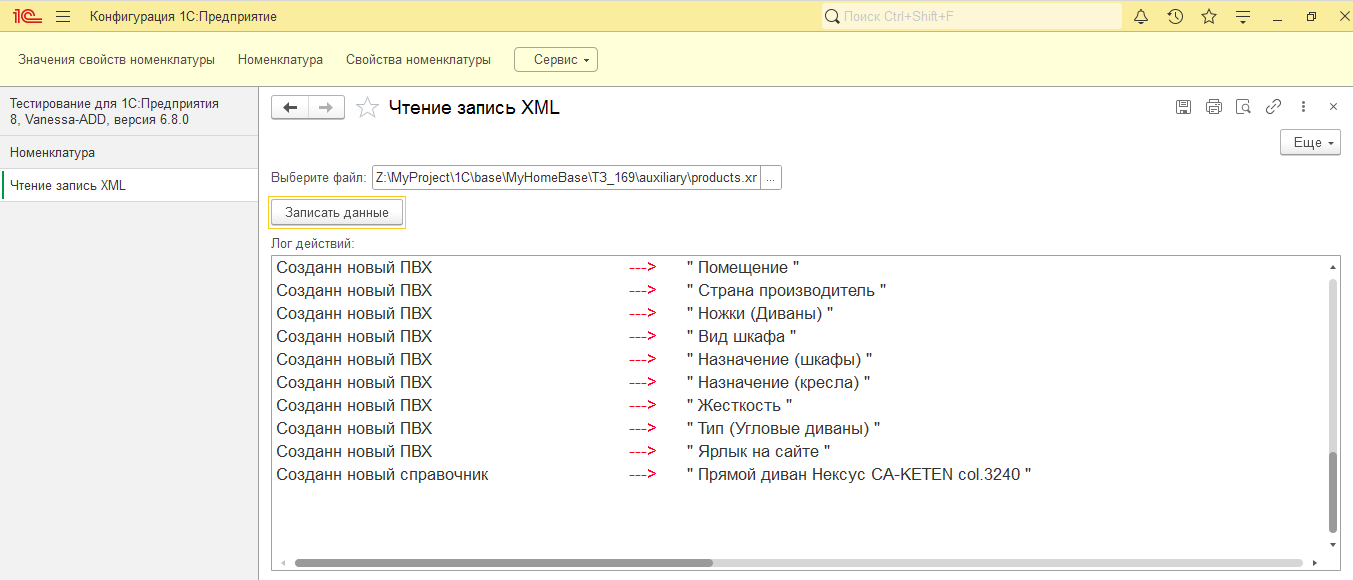 1С Конфигурация 1С:Предприятие Поиск Ctrl+Shift+F
Значения свойств номенклатуры Номенклатура Свойства номенклатуры Сервис
Тестирование для 1С:Предприятия
8, Vanessa-ADD, версия 6.8.0
Номенклатура
Чтение запись XML
Чтение запись XML
Еще
Выберите файл: Z:\MyProject\1C\base\MyHomeBase\ТЗ_169\auxiliary\products.xr ...
Записать данные
Лог действий:
Созданн новый ПВХ ---> " Помещение "
Созданн новый ПВХ ---> " Страна производитель "
Созданн новый ПВХ ---> " Ножки (Диваны) "
Созданн новый ПВХ ---> " Вид шкафа "
Созданн новый ПВХ ---> " Назначение (шкафы) "
Созданн новый ПВХ ---> " Назначение (кресла) "
Созданн новый ПВХ ---> " Жесткость "
Созданн новый ПВХ ---> " Тип (Угловые диваны) "
Созданн новый ПВХ ---> " Ярлык на сайте "
Созданн новый справочник ---> " Прямой диван Нексус CA-KETEN col.3240 "